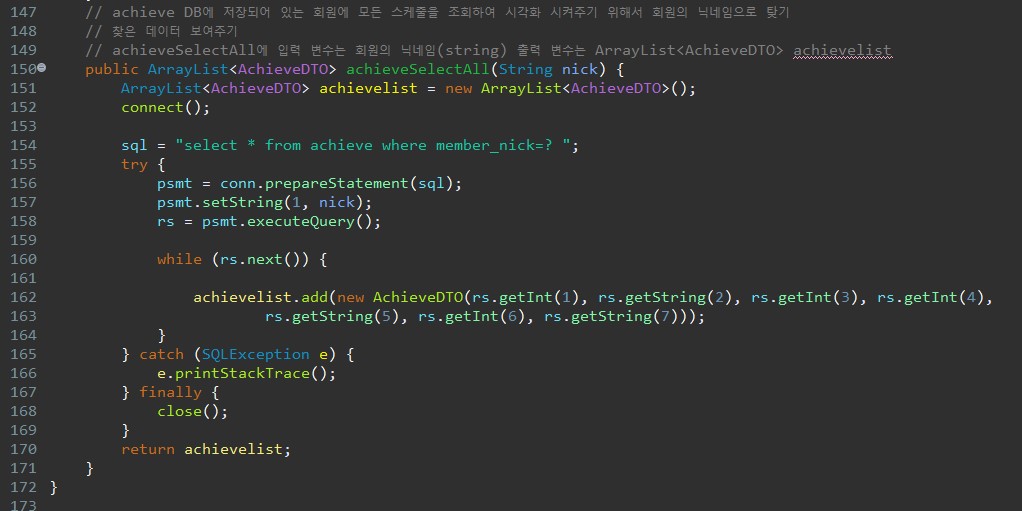 147 // achieve DB에 저장되어 있는 회원에 모든 스케줄을 조회하여 시각화 시켜주기 위해서 회원의 닉네임으로 찾기
148 // 찾은 데이터 보여주기
149 // achieveSelectAll에 입력 변수는 회원의 닉네임(string) 출력 변수는 ArrayList<AchieveDTO> achievelist
150 public ArrayList<AchieveDTO> achieveSelectAll(String nick) {
151 ArrayList<AchieveDTO> achievelist = new ArrayList<AchieveDTO>();
152 connect();
153
154 sql = "select * from achieve where member_nick=? ";
155 try {
156 psmt = conn.prepareStatement(sql);
157 psmt.setString(1, nick);
158 rs = psmt.executeQuery();
159
160 while (rs.next()) {
161
162 achievelist.add(new AchieveDTO(rs.getInt(1), rs.getString(2), rs.getInt(3), rs.getInt(4),
163 rs.getString(5), rs.getInt(6), rs.getString(7)));
164 }
165 } catch (SQLException e) {
166 e.printStackTrace();
167 } finally {
168 close();
169 }
170 return achievelist;
171 }
172 }
173